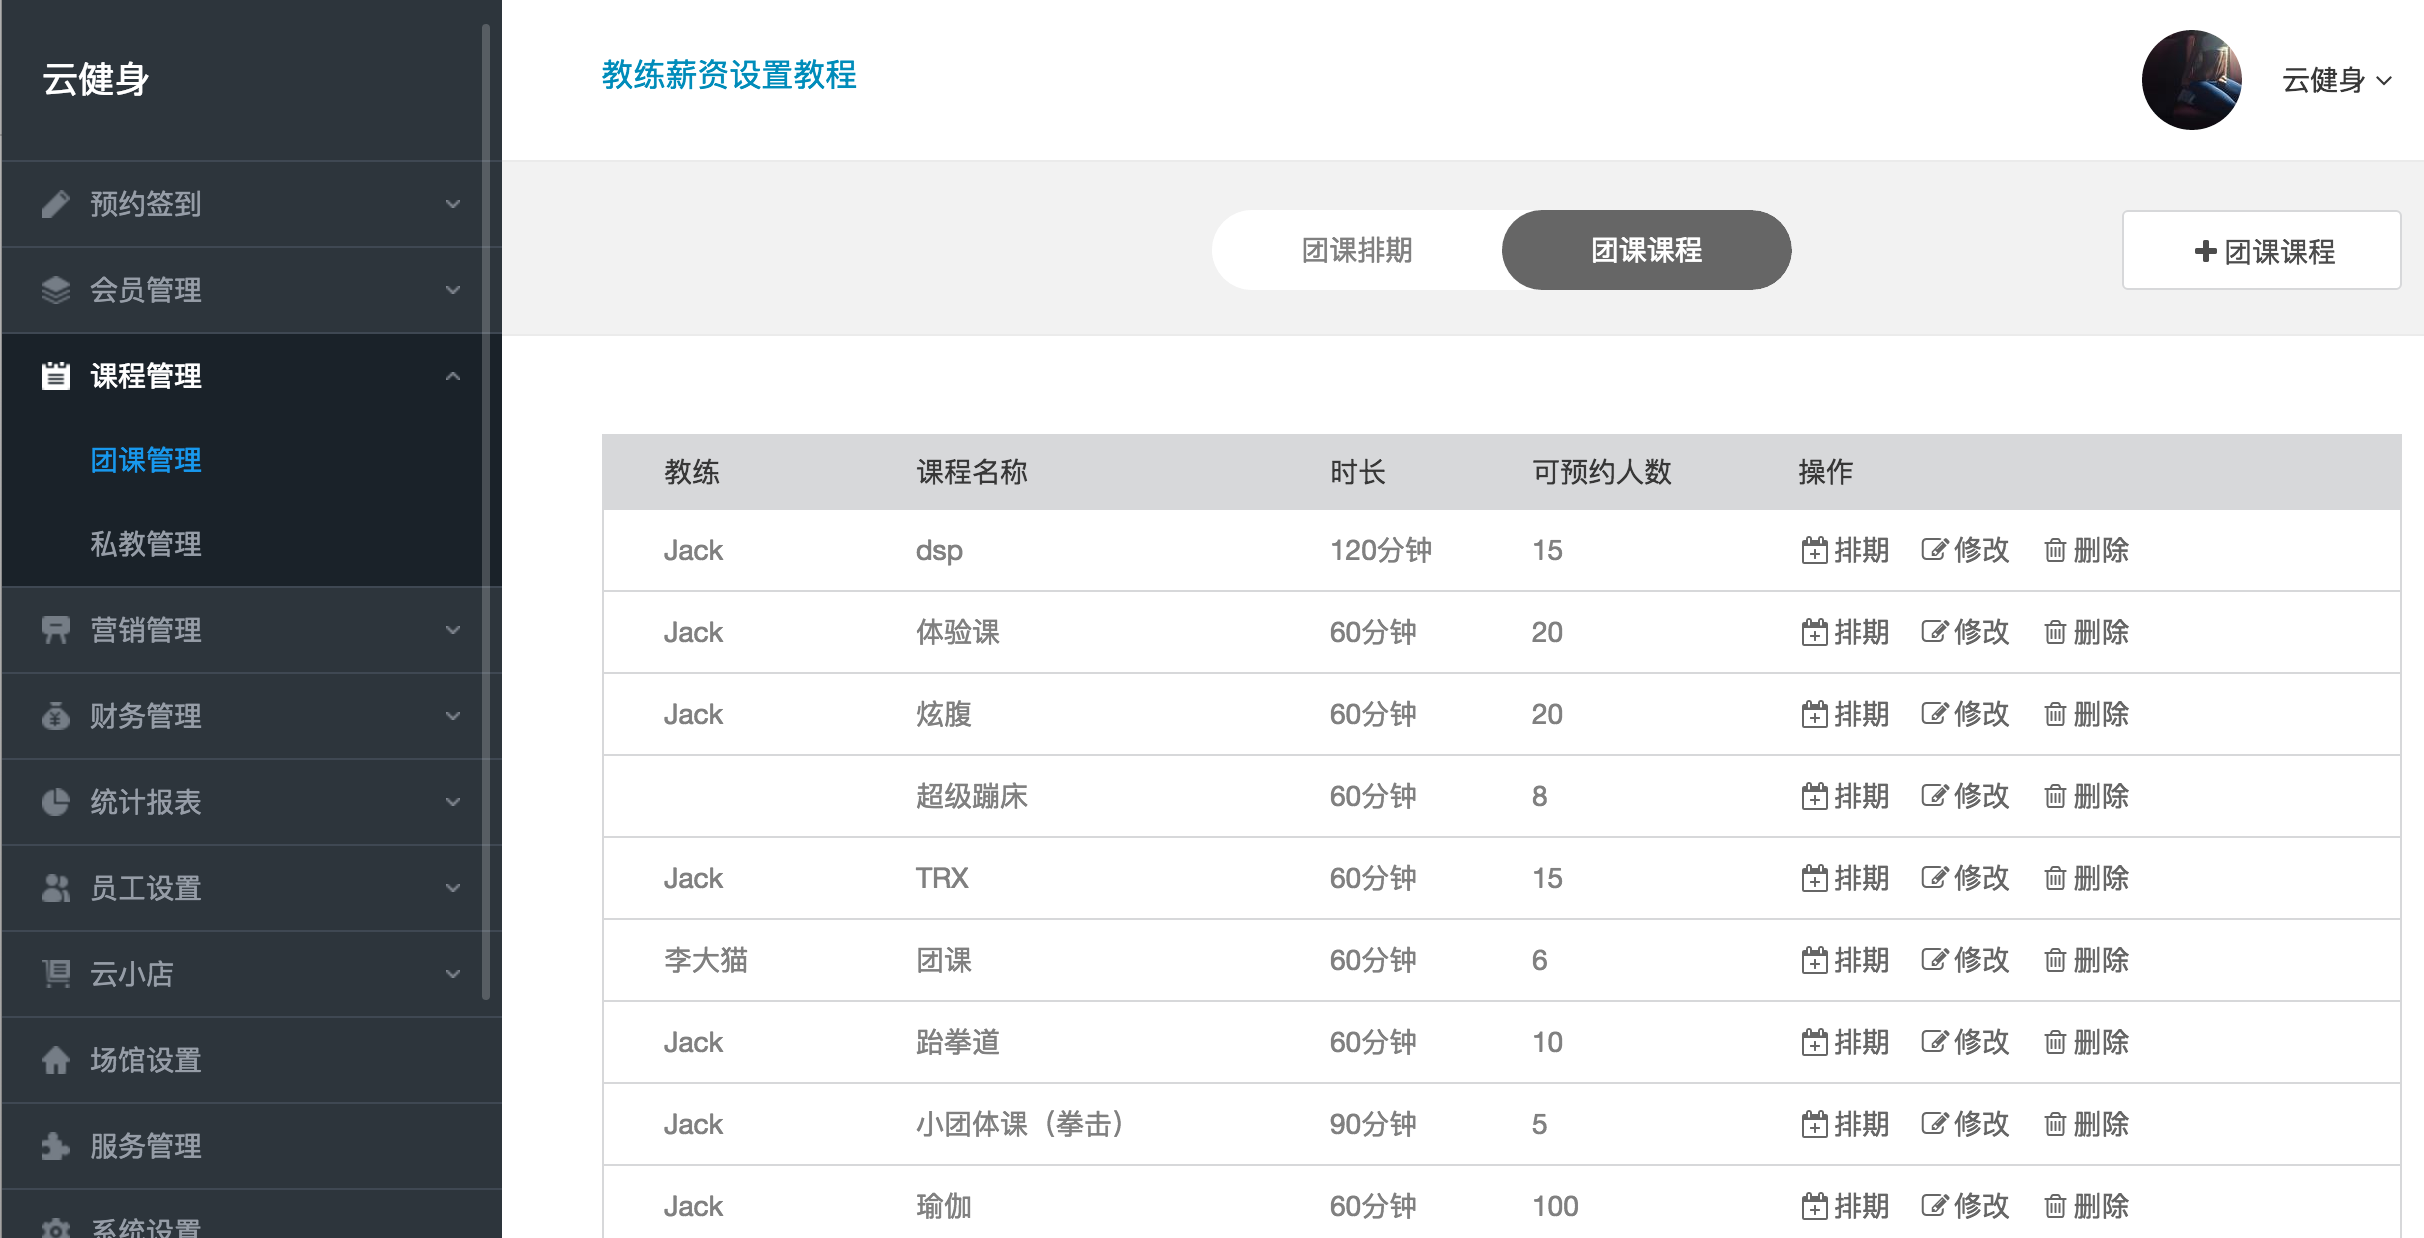 云健身
预约签到
会员管理
课程管理
团课管理
私教管理
营销管理
财务管理
统计报表
员工设置
云小店
场馆设置
服务管理
系统设置
教练薪资设置教程
云健身
团课排期 团课课程
团课课程
教练 课程名称 时长 可预约人数 操作
Jack dsp 120分钟 15 排期 修改 删除
Jack 体验课 60分钟 20 排期 修改 删除
Jack 炫腹 60分钟 20 排期 修改 删除
超级蹦床 60分钟 8 排期 修改 删除
Jack TRX 60分钟 15 排期 修改 删除
李大猫 团课 60分钟 6 排期 修改 删除
Jack 跆拳道 60分钟 10 排期 修改 删除
Jack 小团体课（拳击） 90分钟 5 排期 修改 删除
Jack 瑜伽 60分钟 100 排期 修改 删除